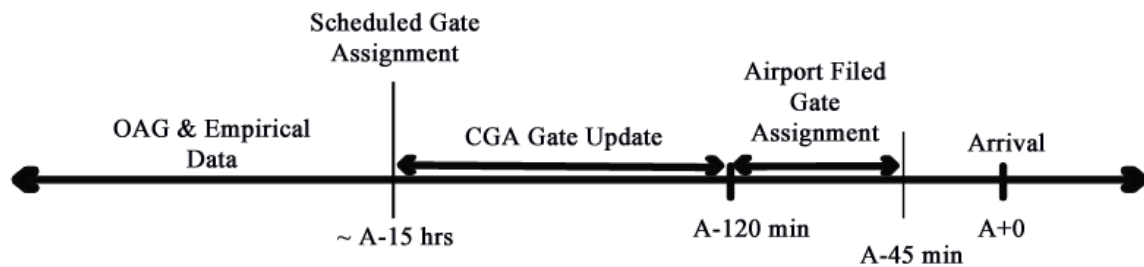 Scheduled Gate
Assignment
OAG & Empirical
Data
CGA Gate Update
Airport Filed
Gate
Assignment
Arrival
~ A-15 hrs
A-120 min
A-45 min
A+0